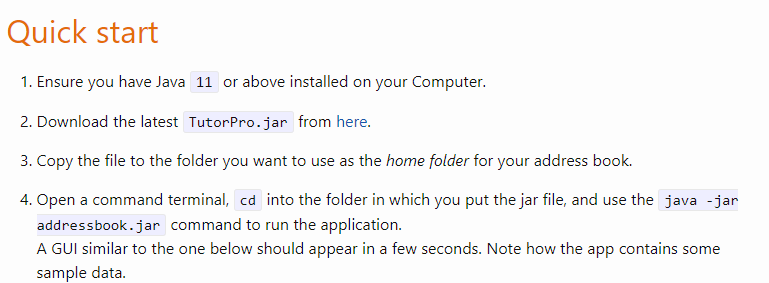 Quick start
1. Ensure you have Java 11 or above installed on your Computer.
2. Download the latest TutorPro.jar from here.
3. Copy the file to the folder you want to use as the home folder for your address book.
4. Open a command terminal, cd into the folder in which you put the jar file, and use the java -jar
addressbook.jar command to run the application.
A GUI similar to the one below should appear in a few seconds. Note how the app contains some
sample data.